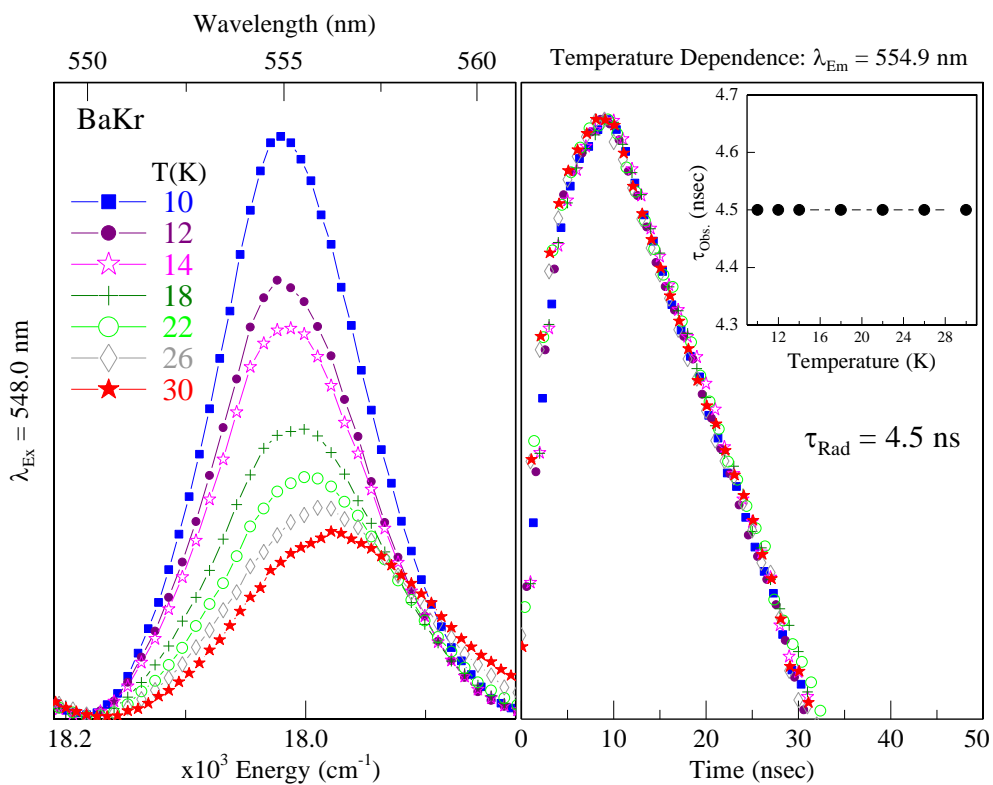 Wavelength (nm)
550 555 560
BaKr
T(K)
10
12
14
18
22
26
30
λEx = 548.0 nm
18.2 18.0
x10³ Energy (cm⁻¹)
Temperature Dependence: λEm = 554.9 nm
4.7
4.6
4.5
4.4
4.3
τObs. (nsec)
12 16 20 24 28
Temperature (K)
τRad = 4.5 ns
0 10 20 30 40 50
Time (nsec)